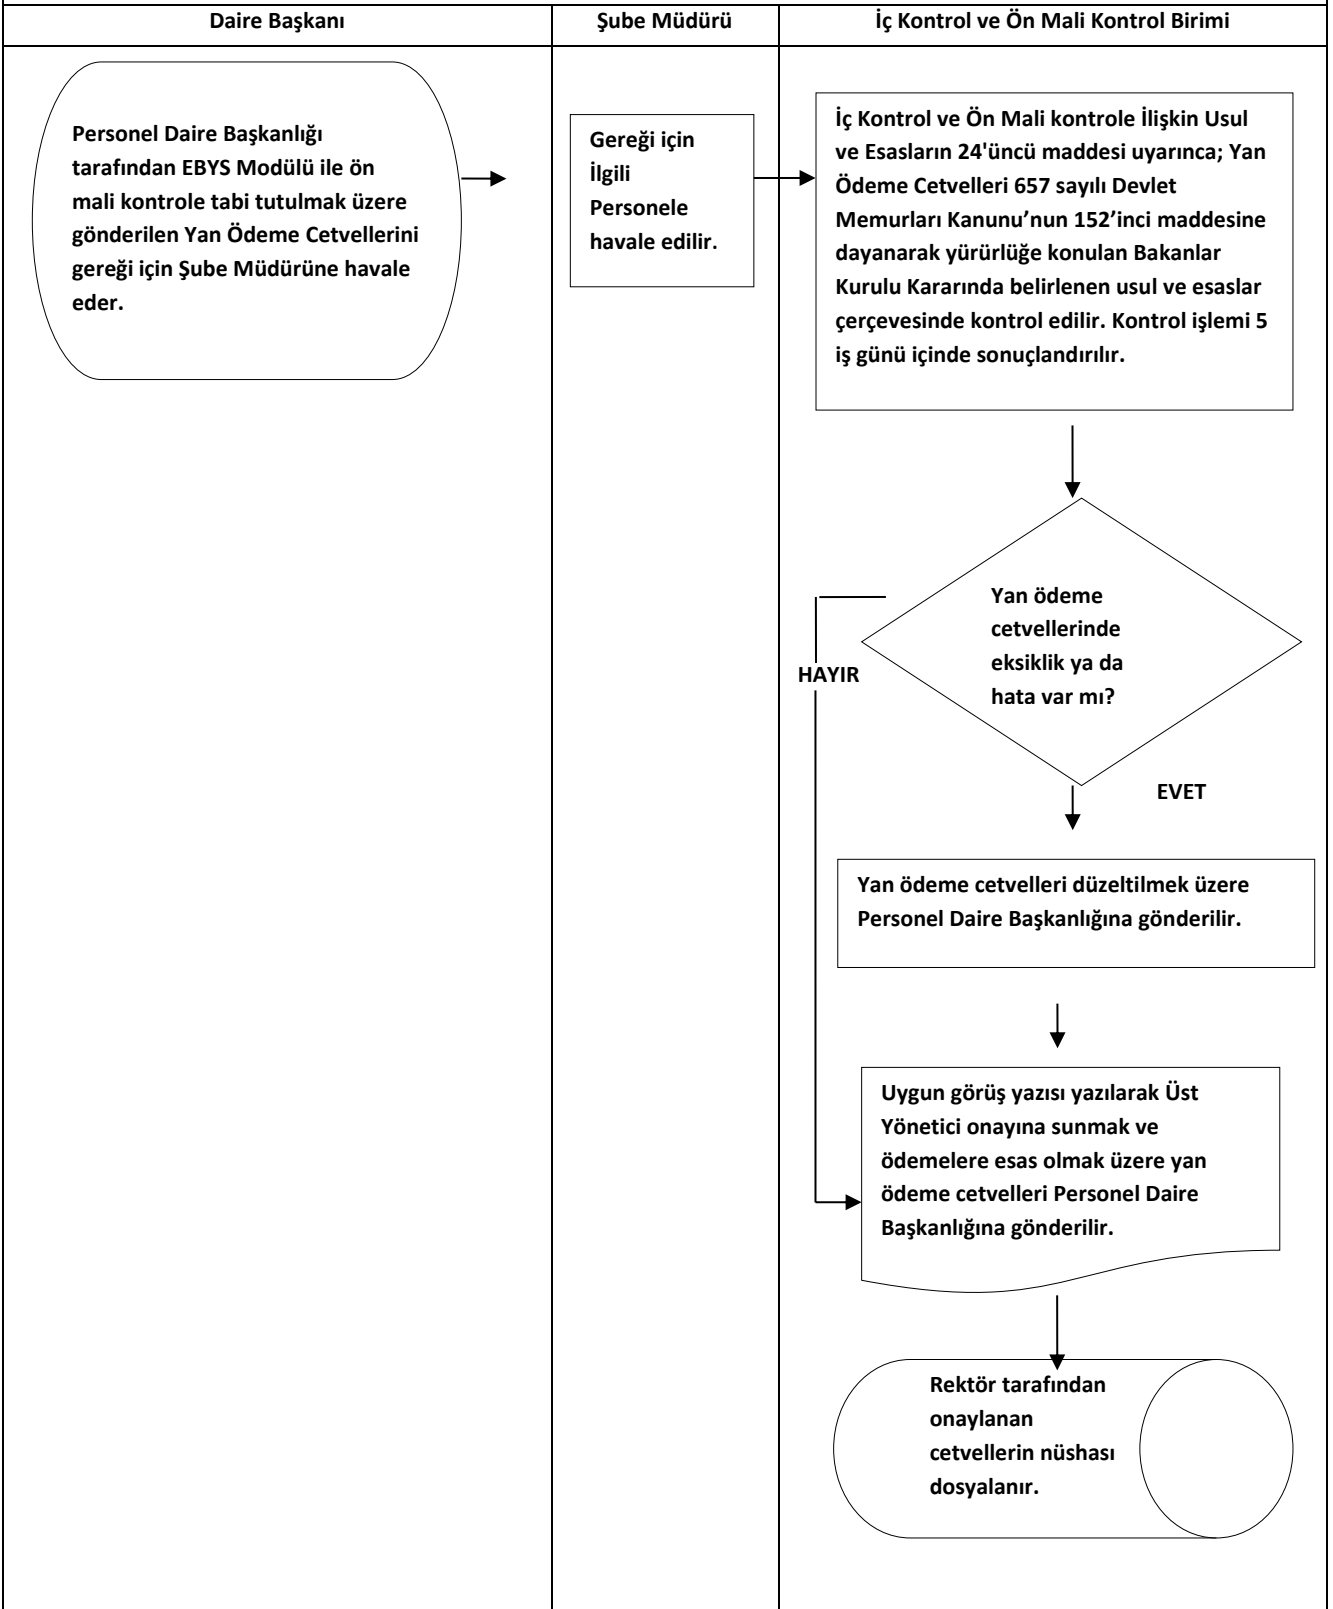 Daire Başkanı
Şube Müdürü
İç Kontrol ve Ön Mali Kontrol Birimi
Personel Daire Başkanlığı
tarafından EBYS Modülü ile ön
mali kontrole tabi tutulmak üzere
gönderilen Yan Ödeme Cetvellerini
gereği için Şube Müdürüne havale
eder.
Gereği için
İlgili
Personele
havale edilir.
İç Kontrol ve Ön Mali kontrole İlişkin Usul
ve Esasların 24'üncü maddesi uyarınca; Yan
Ödeme Cetvelleri 657 sayılı Devlet
Memurları Kanunu’nun 152’inci maddesine
dayanarak yürürlüğe konulan Bakanlar
Kurulu Kararında belirlenen usul ve esaslar
çerçevesinde kontrol edilir. Kontrol işlemi 5
iş günü içinde sonuçlandırılır.
Yan ödeme
cetvellerinde
eksiklik ya da
hata var mı?
HAYIR
EVET
Yan ödeme cetvelleri düzeltilmek üzere
Personel Daire Başkanlığına gönderilir.
Uygun görüş yazısı yazılarak Üst
Yönetici onayına sunmak ve
ödemelere esas olmak üzere yan
ödeme cetvelleri Personel Daire
Başkanlığına gönderilir.
Rektör tarafından
onaylanan
cetvellerin nüshası
dosyalanır.